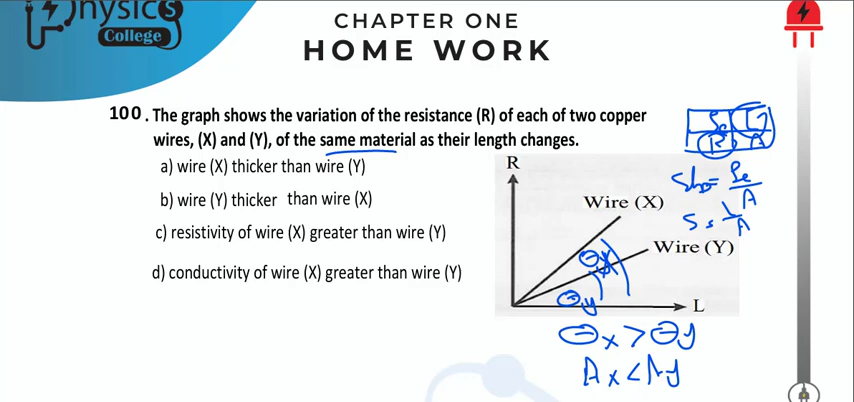 Physics
College
CHAPTER ONE
HOME WORK
100. The graph shows the variation of the resistance (R) of each of two copper
wires, (X) and (Y), of the same material as their length changes.
a) wire (X) thicker than wire (Y)
b) wire (Y) thicker than wire (X)
c) resistivity of wire (X) greater than wire (Y)
d) conductivity of wire (X) greater than wire (Y)
R
Wire (X)
Wire (Y)
L
θx
θy
θx > θy
Ax < Ay